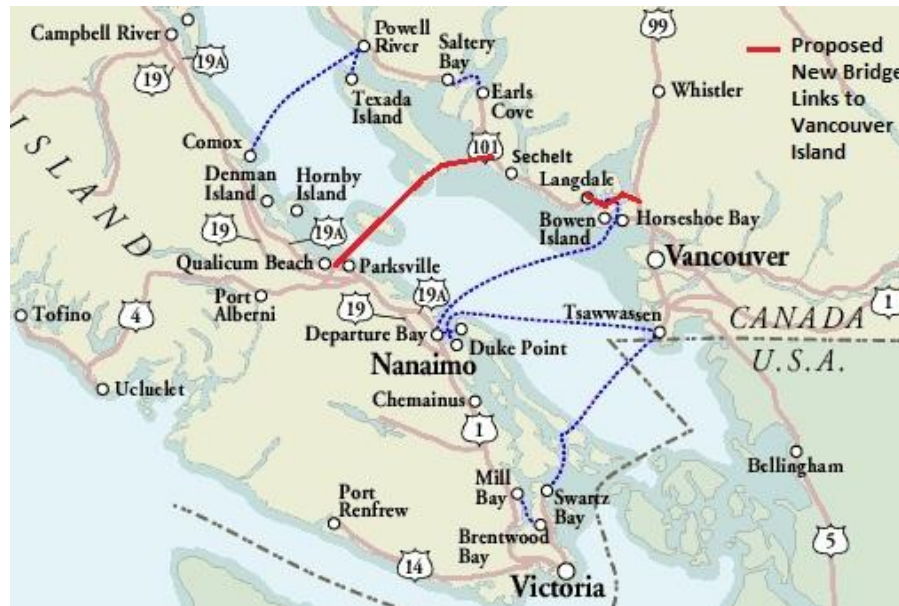 Campbell River
19
19A
Powell
River
Saltery
Bay
99
Proposed
New Bridge
Links to
Vancouver
Island
Texada
Island
Earls
Cove
Whistler
ISLAND
Comox
Denman
Island
Hornby
Island
101
Sechelt
Langdale
19
19A
Bowen
Island
Horseshoe Bay
Qualicum Beach
Parksville
Vancouver
Tofino
4
Port
Alberni
19
19A
Tsawwassen
1
CANADA
U.S.A.
Departure Bay
Nanaimo
Duke Point
Ucluelet
Chemainus
1
Bellingham
Mill
Bay
Swartz
Bay
Port
Renfrew
Brentwood
Bay
5
14
Victoria